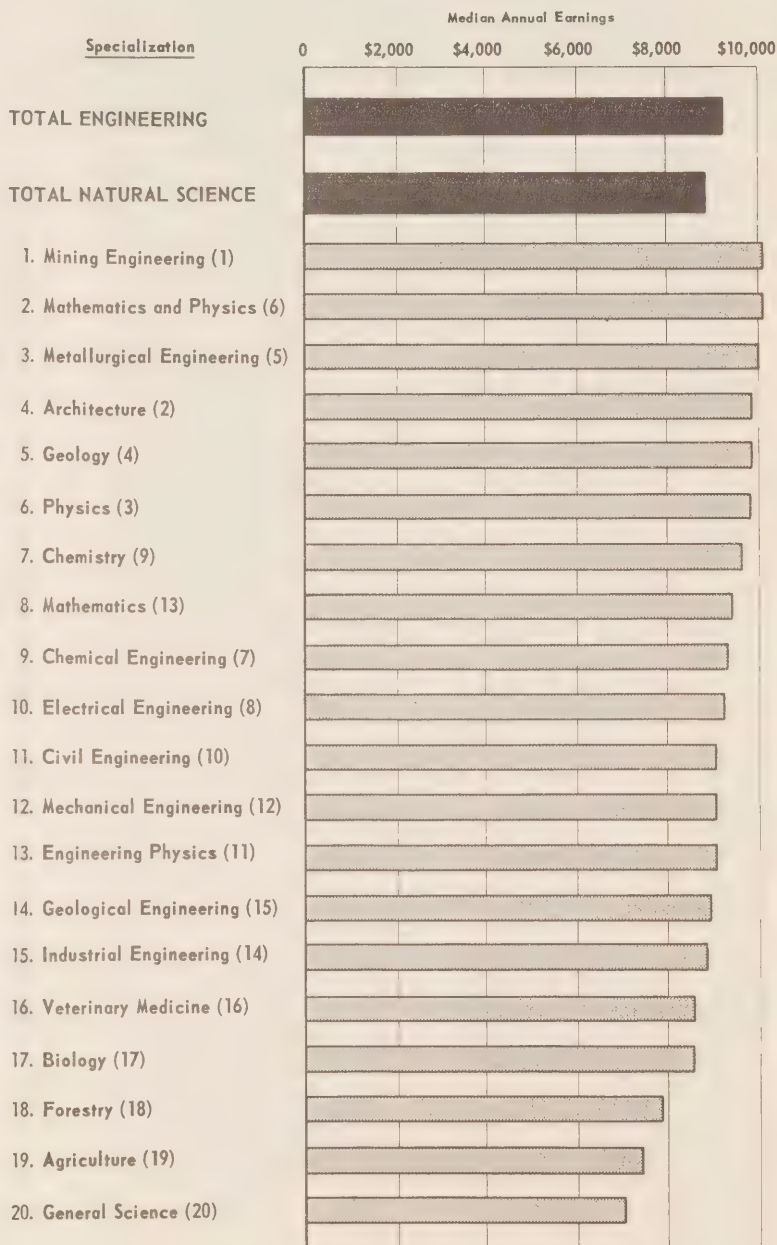 Median Annual Earnings
Specialization 0 $2,000 $4,000 $6,000 $8,000 $10,000
TOTAL ENGINEERING
TOTAL NATURAL SCIENCE
1. Mining Engineering (1)
2. Mathematics and Physics (6)
3. Metallurgical Engineering (5)
4. Architecture (2)
5. Geology (4)
6. Physics (3)
7. Chemistry (9)
8. Mathematics (13)
9. Chemical Engineering (7)
10. Electrical Engineering (8)
11. Civil Engineering (10)
12. Mechanical Engineering (12)
13. Engineering Physics (11)
14. Geological Engineering (15)
15. Industrial Engineering (14)
16. Veterinary Medicine (16)
17. Biology (17)
18. Forestry (18)
19. Agriculture (19)
20. General Science (20)